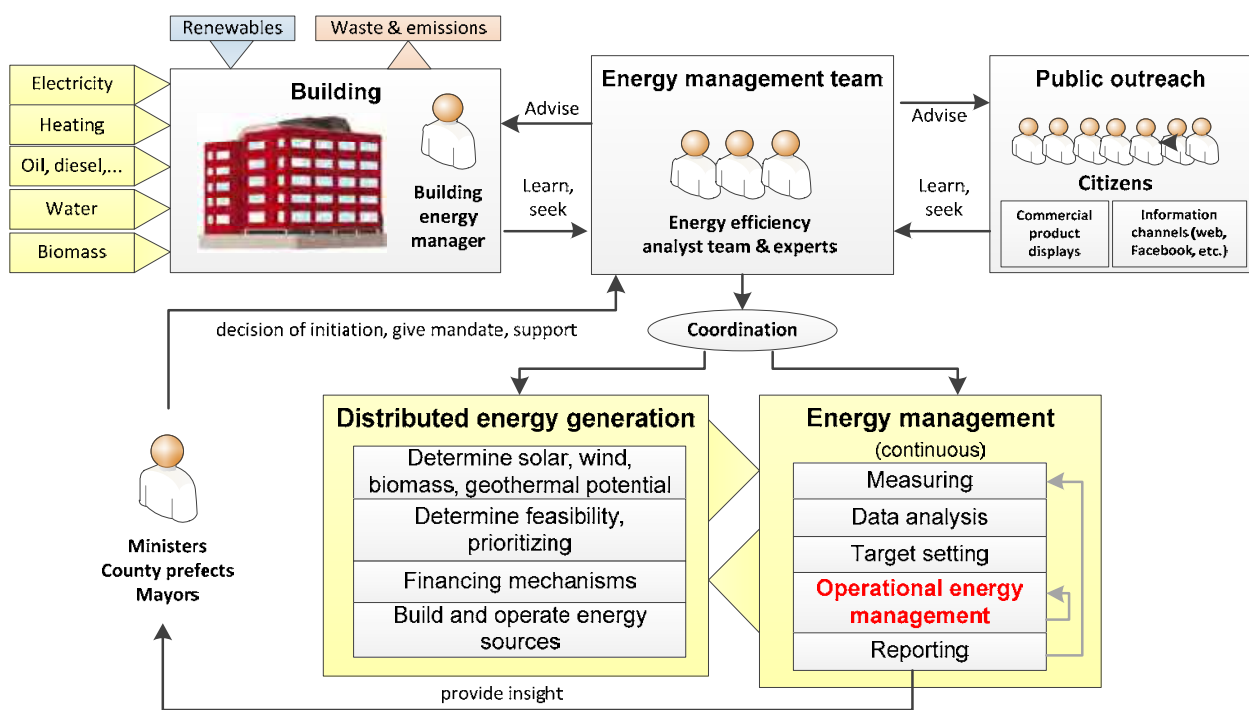 Renewables
Waste & emissions
Electricity
Heating
Oil, diesel,...
Water
Biomass
Building
Building
energy
manager
Advise
Learn,
seek
Energy management team
Energy efficiency
analyst team & experts
Advise
Learn,
seek
Public outreach
Citizens
Commercial
product
displays
Information
channels (web,
Facebook, etc.)
decision of initiation, give mandate, support
Coordination
Distributed energy generation
Determine solar, wind,
biomass, geothermal potential
Determine feasibility,
prioritizing
Financing mechanisms
Build and operate energy
sources
Energy management
(continuous)
Measuring
Data analysis
Target setting
Operational energy
management
Reporting
Ministers
County prefects
Mayors
provide insight